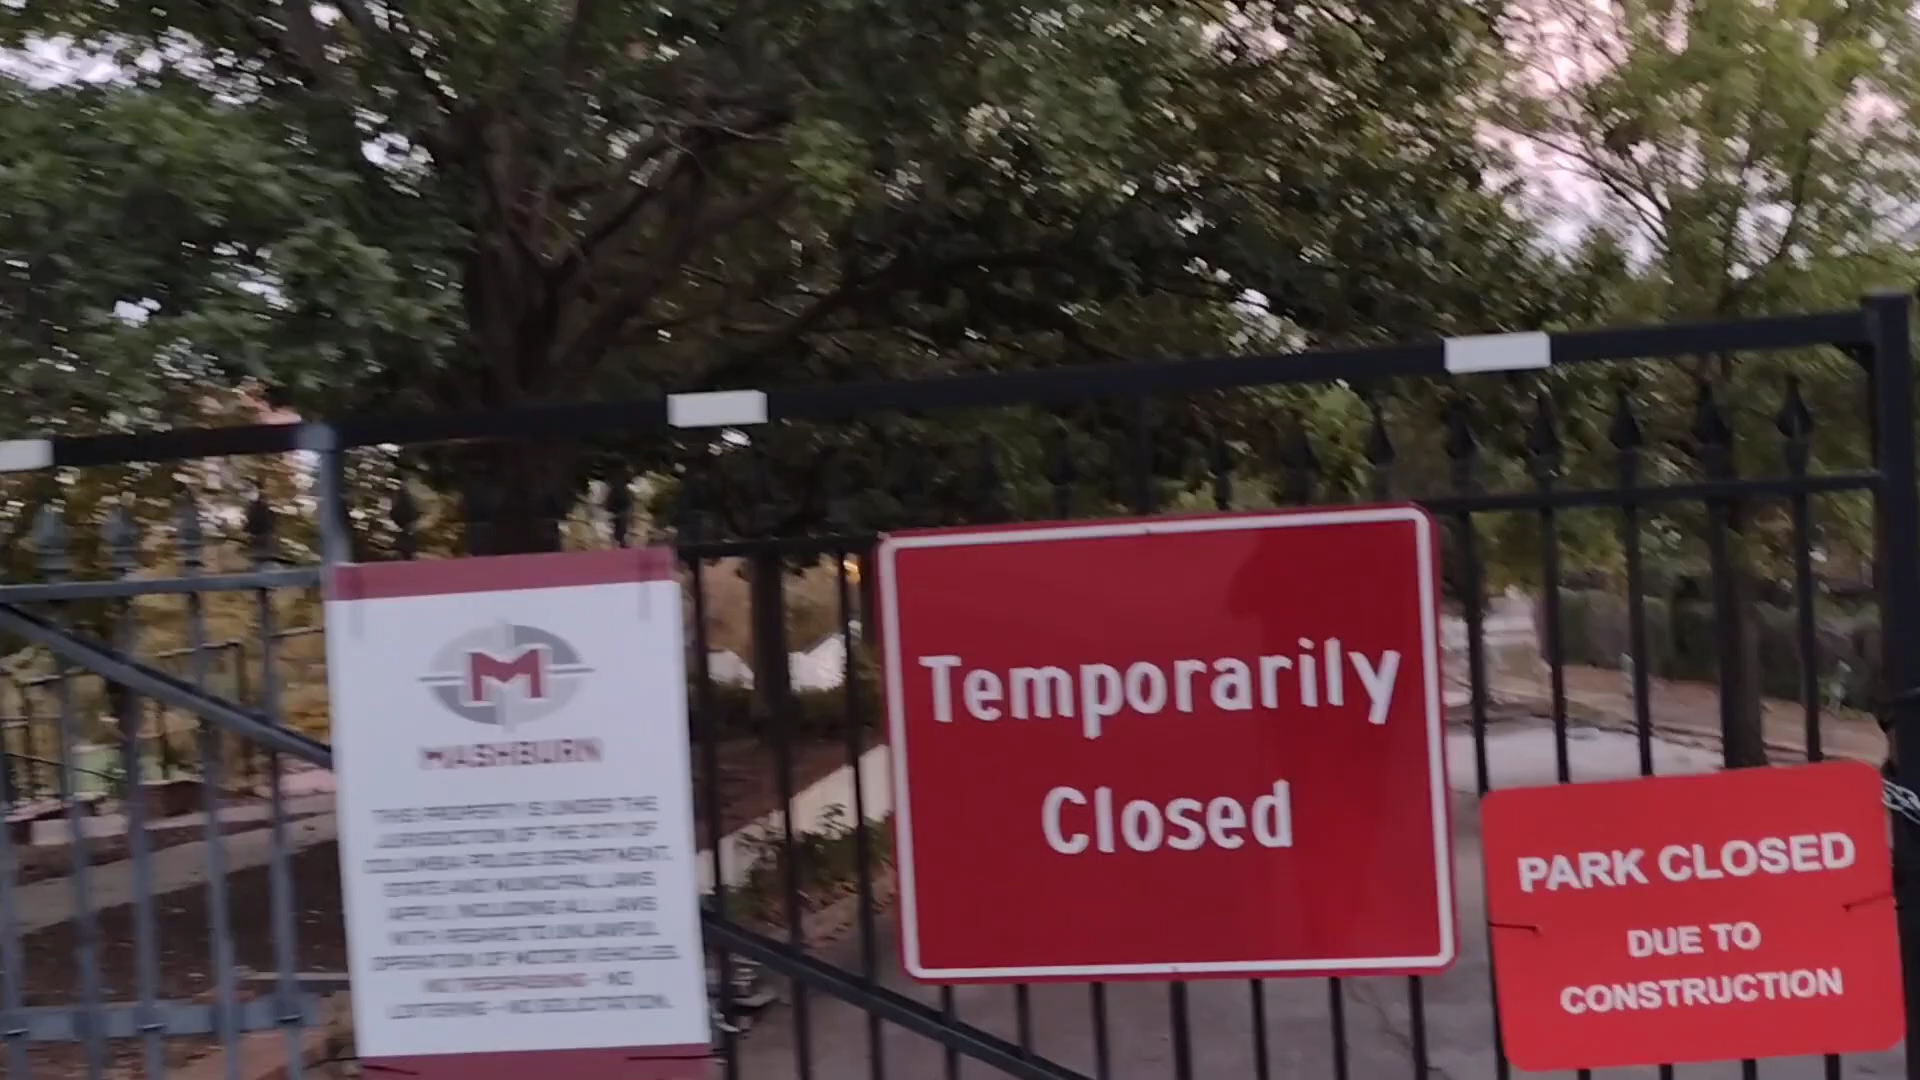 M
MASHBURN
THIS PROPERTY IS UNDER THE
JURISDICTION OF THE CITY OF
COLUMBIA POLICE DEPARTMENT.
STATE AND MUNICIPAL LAWS
APPLY, INCLUDING ALL LAWS
WITH REGARD TO UNLAWFUL
OPERATION OF MOTOR VEHICLES.
NO TRESPASSING - NO
LOITERING - NO SOLICITATION.
Temporarily
Closed
PARK CLOSED
DUE TO
CONSTRUCTION